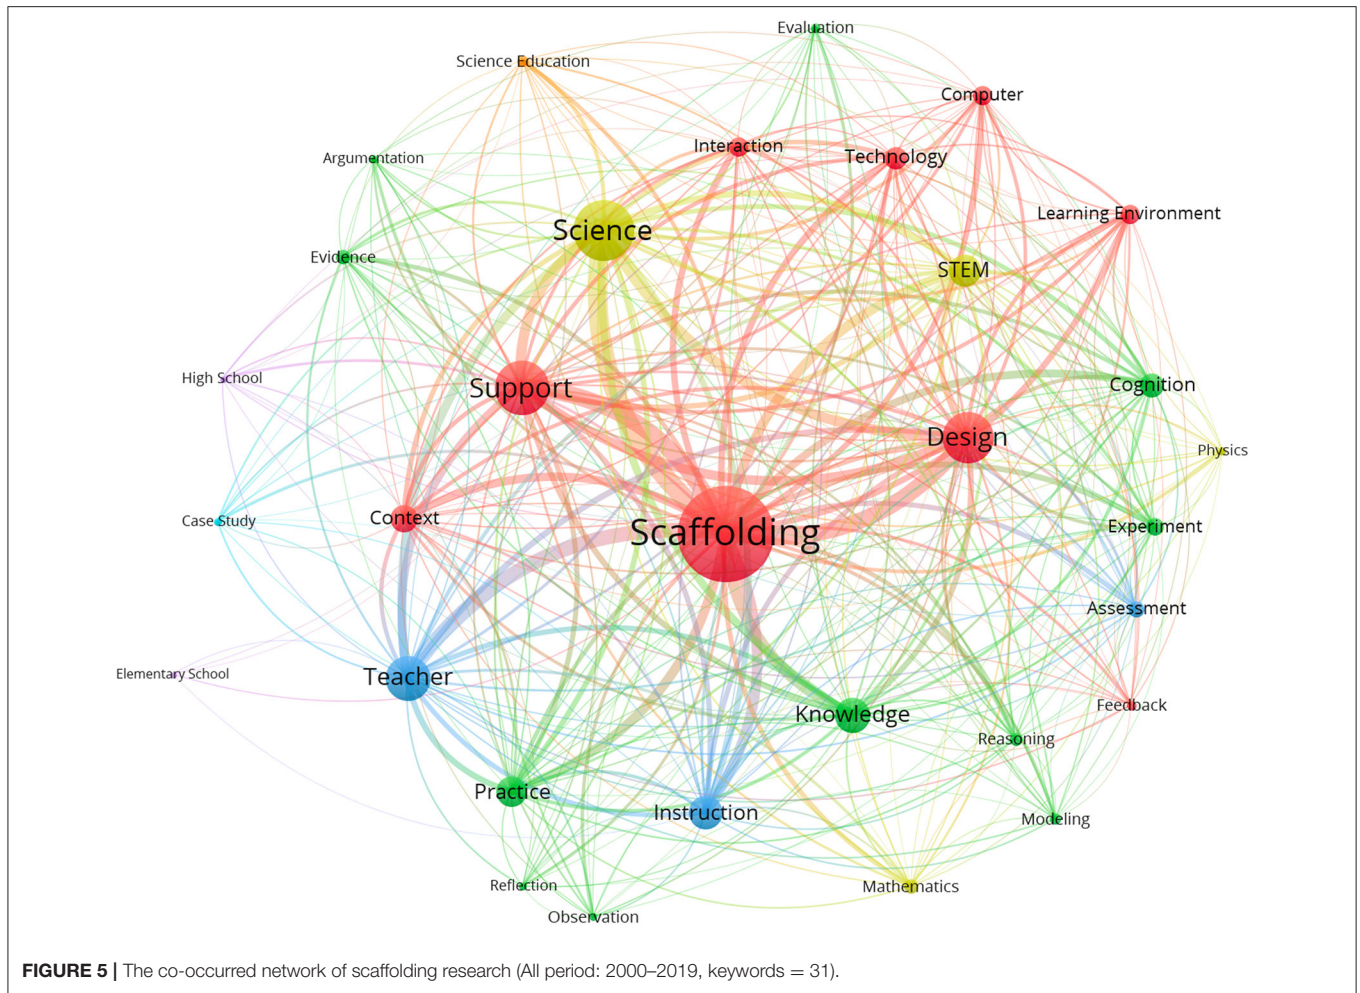 Evaluation
Science Education
Computer
Interaction
Technology
Argumentation
Learning Environment
Science
Evidence
STEM
High School
Support
Cognition
Design
Physics
Case Study
Context
Scaffolding
Experiment
Assessment
Elementary School
Teacher
Knowledge
Feedback
Reasoning
Practice
Instruction
Modeling
Reflection
Mathematics
Observation
FIGURE 5 | The co-occurred network of scaffolding research (All period: 2000–2019, keywords = 31).